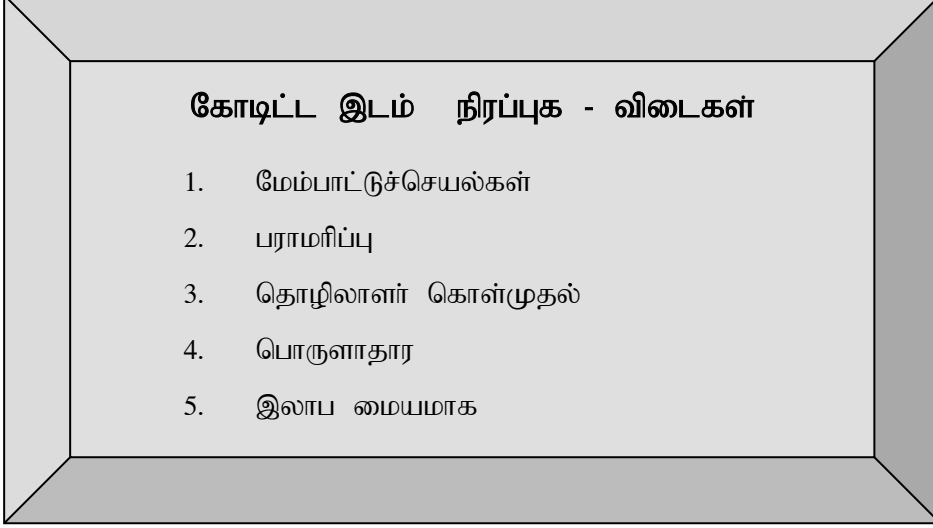 கோடிட்ட இடம் நிரப்புக - விடைகள்
1. மேம்பாட்டுச்செயல்கள்
2. பராமரிப்பு
3. தொழிலாளர் கொள்முதல்
4. பொருளாதார
5. இலாப மையமாக